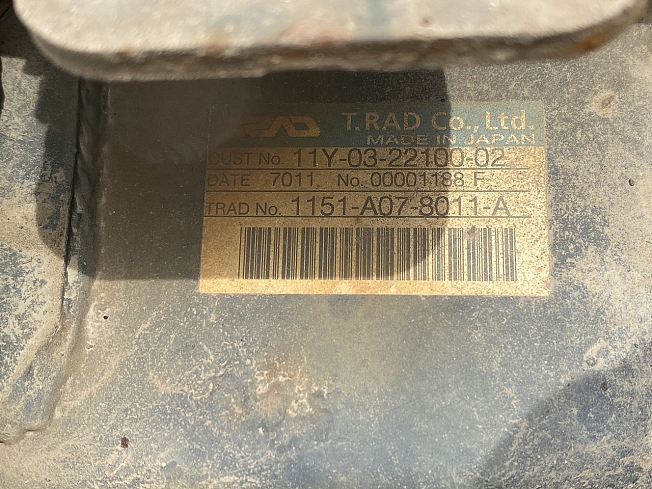 RAD T.RAD Co., Ltd.
MADE IN JAPAN
CUST No. 11Y-03-22100-02
DATE 7011 No. 00001188 F
TRAD No. 1151-A07-8011-A